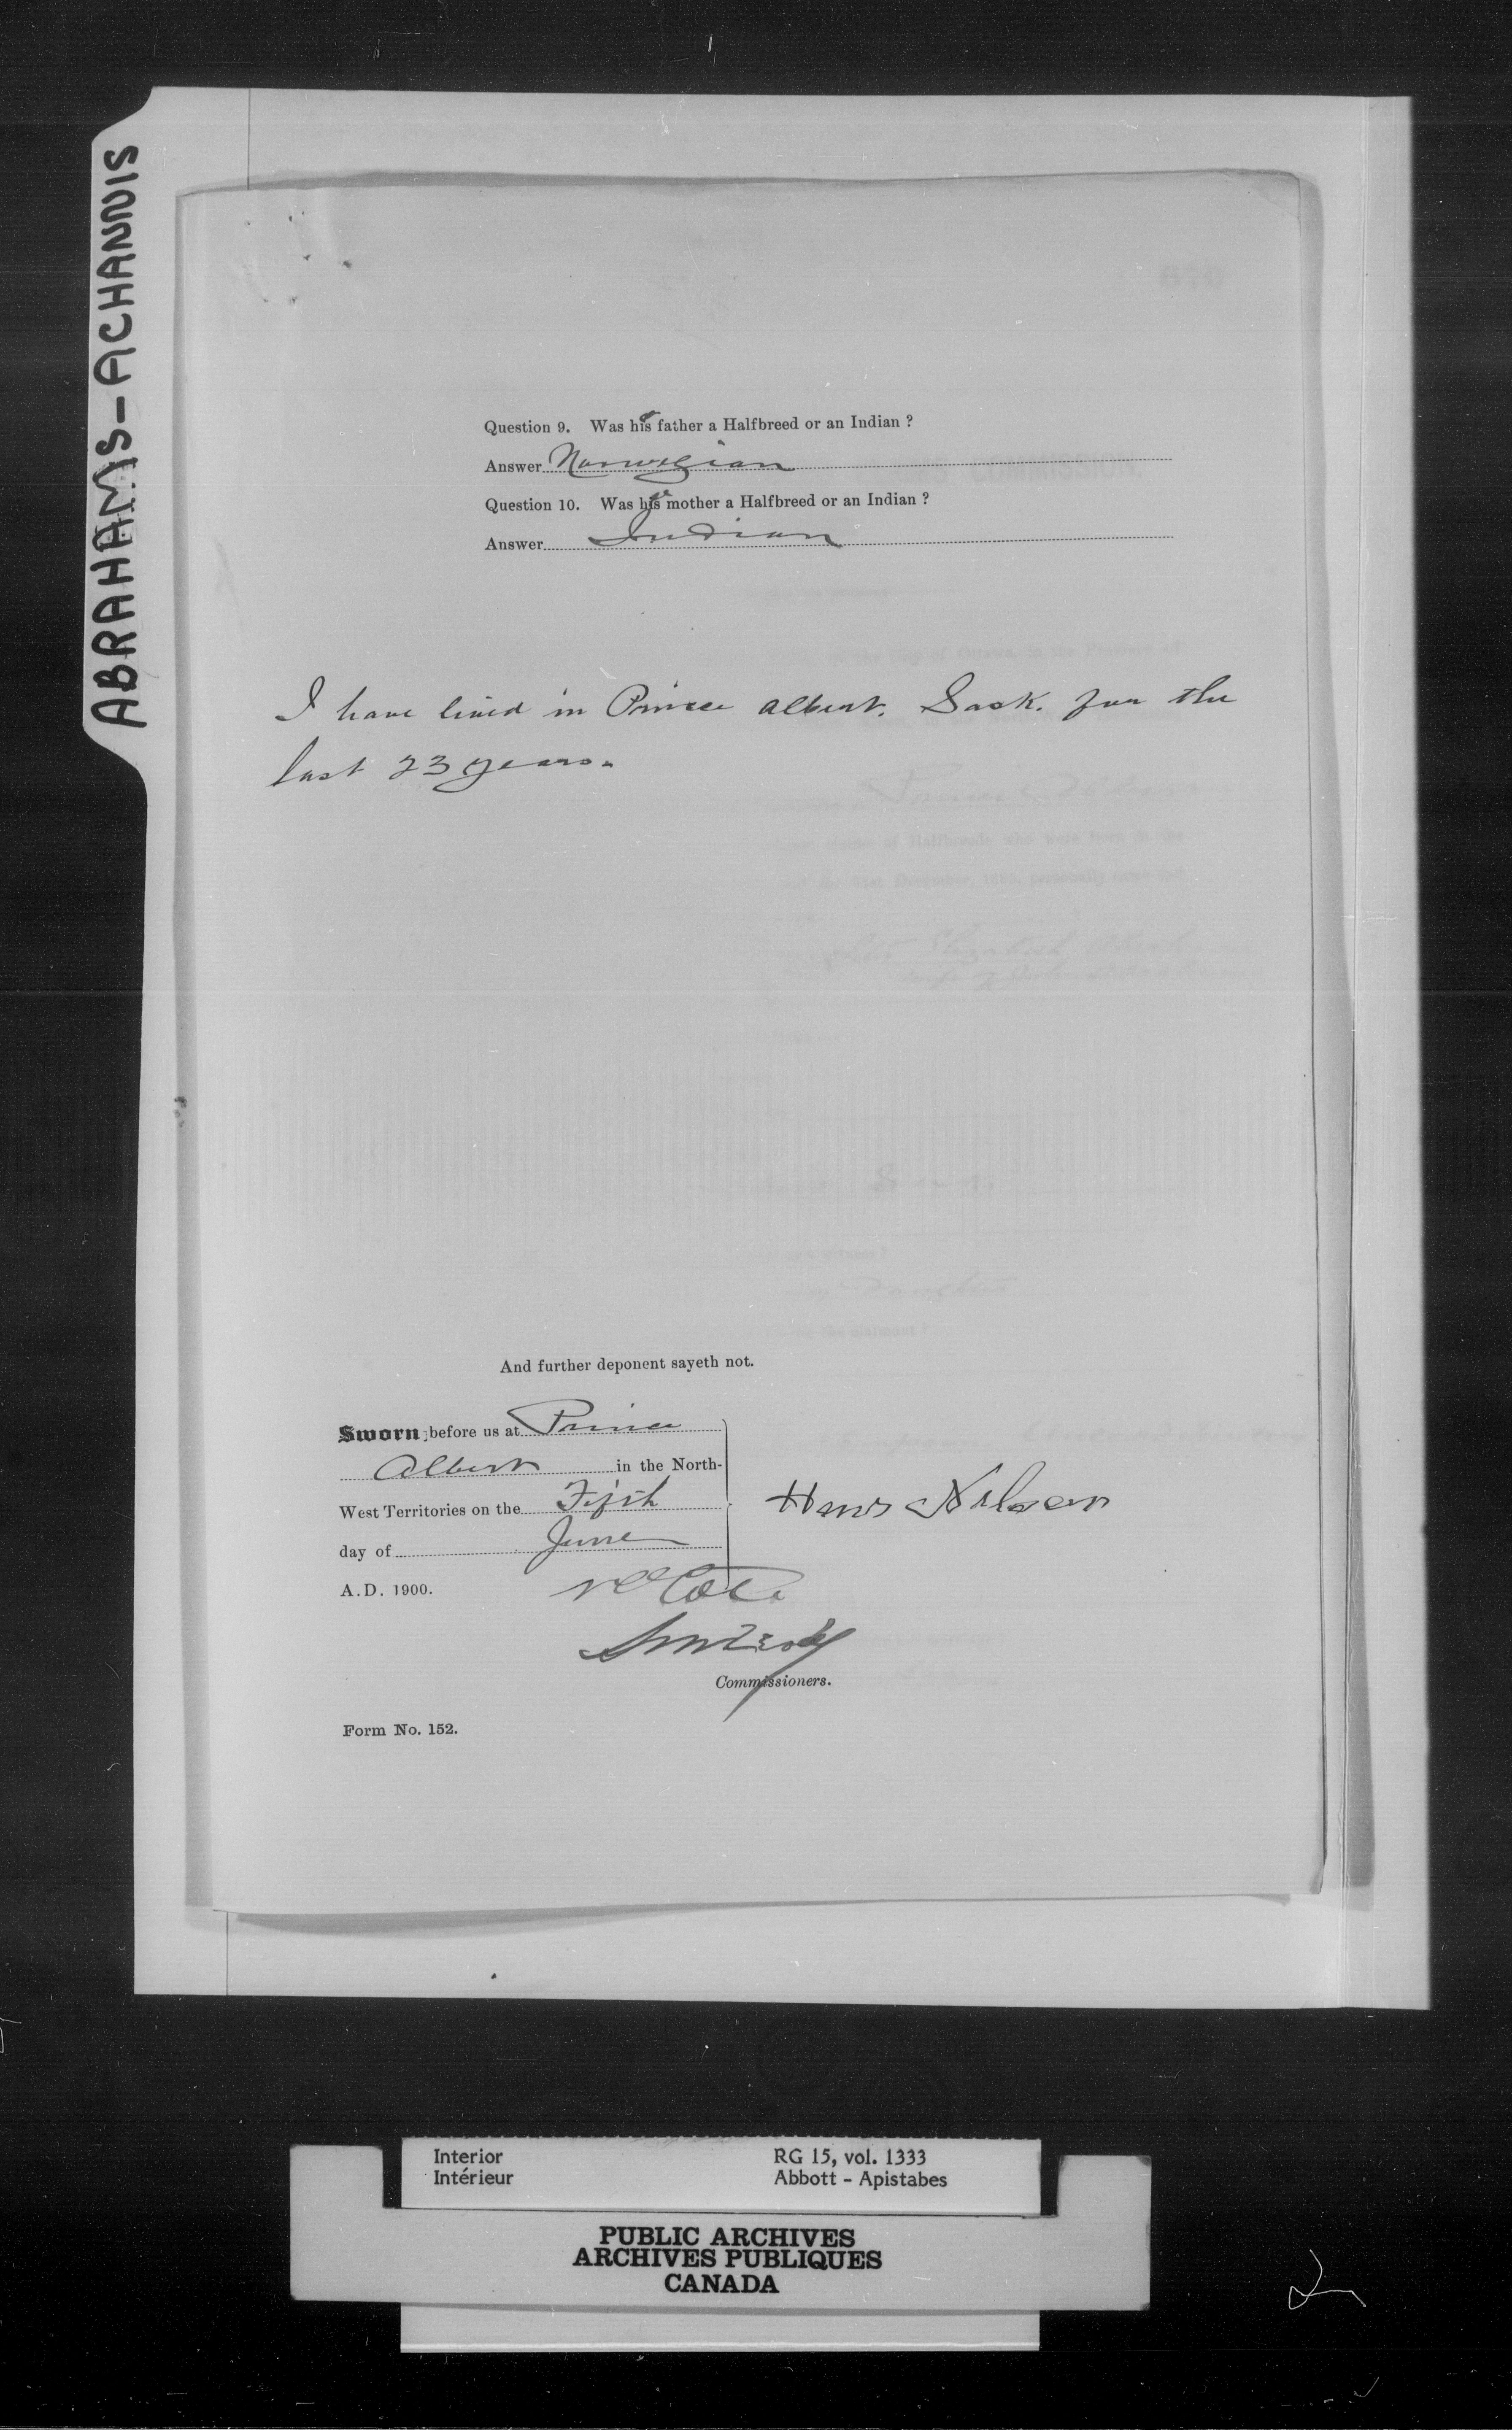 ABRAHAMS-ACHANNIS
Question 9. Was his father a Halfbreed or an Indian ?
Answer Norwegian
Question 10. Was his mother a Halfbreed or an Indian ?
Answer Indian
I have lived in Prince Albert. Sask. for the
last 23 years.
And further deponent sayeth not.
Sworn before us at Prince
Albert in the North-
West Territories on the Fifth
day of June
A.D. 1900.
Hans Nelson
Coté
Commissioners.
Form No. 152.
Interior RG 15, vol. 1333
Intérieur Abbott - Apistabes
PUBLIC ARCHIVES
ARCHIVES PUBLIQUES
CANADA